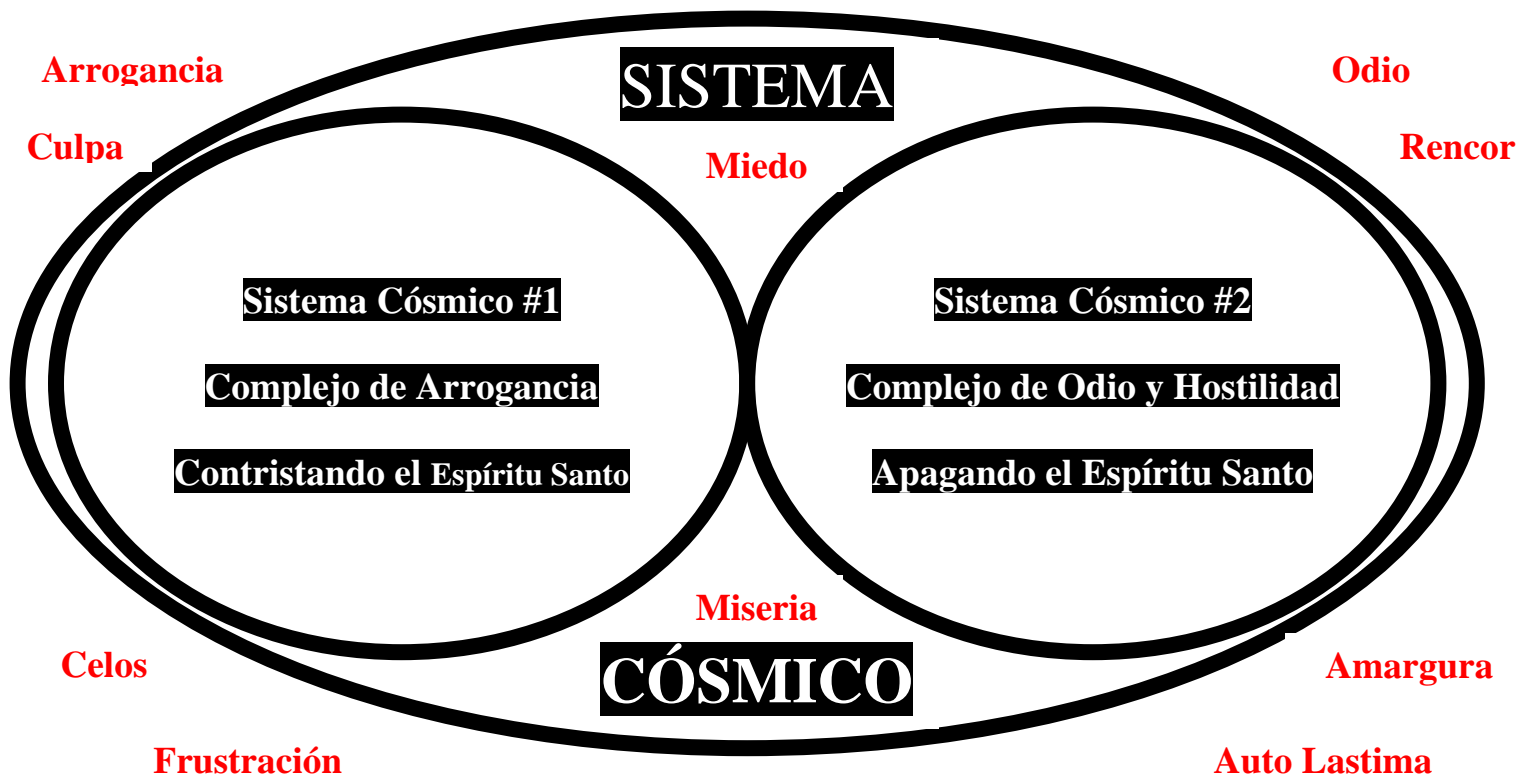 Arrogancia
SISTEMA
Odio
Culpa
Miedo
Rencor
Sistema Cósmico #1
Complejo de Arrogancia
Contristando el Espíritu Santo
Sistema Cósmico #2
Complejo de Odio y Hostilidad
Apagando el Espíritu Santo
Miseria
CÓSMICO
Celos
Amargura
Frustración
Auto Lastima